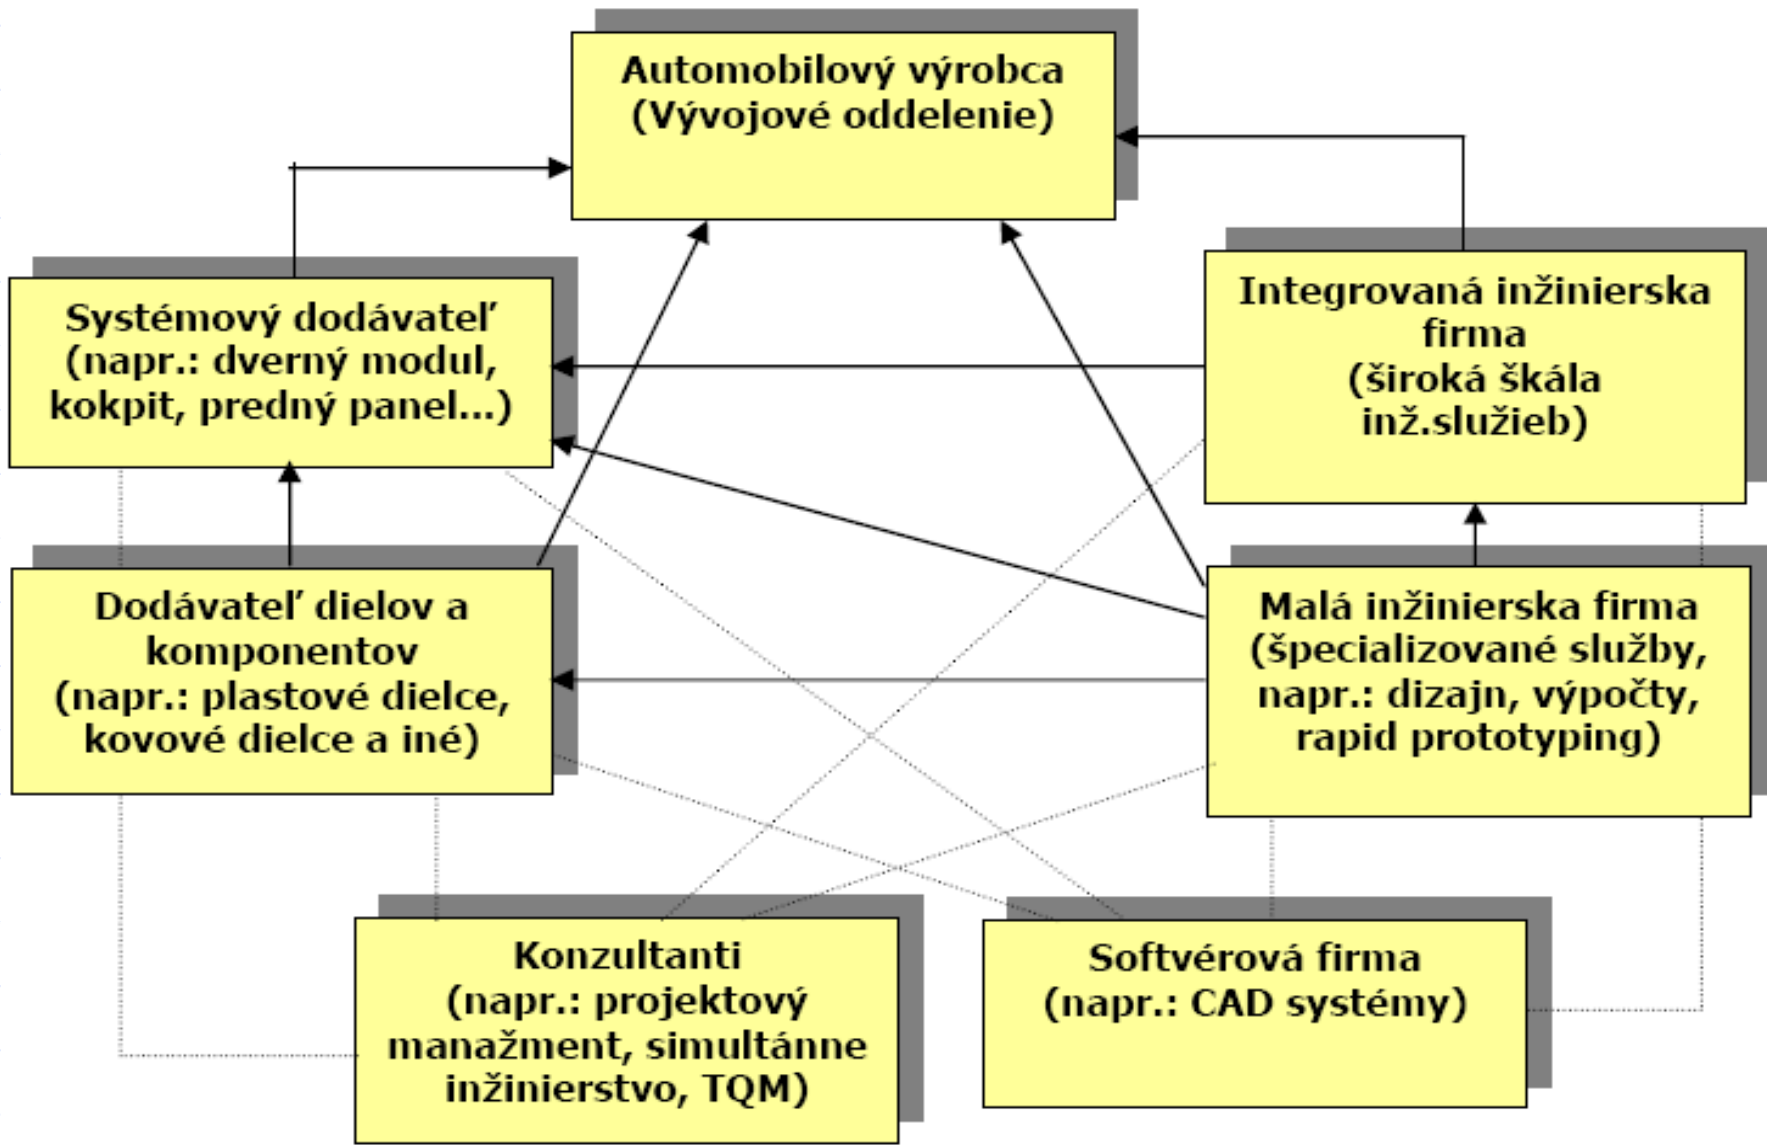 Automobilový výrobca
(Vývojové oddelenie)
Systémový dodávateľ
(napr.: dverný modul,
kokpit, predný panel...)
Integrovaná inžinierska
firma
(široká škála
inž.služieb)
Dodávateľ dielov a
komponentov
(napr.: plastové dielce,
kovové dielce a iné)
Malá inžinierska firma
(špecializované služby,
napr.: dizajn, výpočty,
rapid prototyping)
Konzultanti
(napr.: projektový
manažment, simultánne
inžinierstvo, TQM)
Softvérová firma
(napr.: CAD systémy)